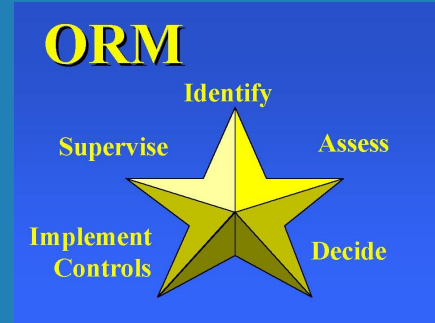 ORM
Identify
Supervise
Assess
Implement
Controls
Decide